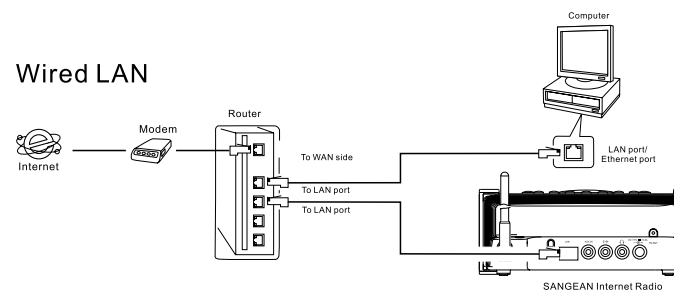 Computer
Wired LAN
Router
Modem
Internet
To WAN side
LAN port/
Ethernet port
To LAN port
To LAN port
SANGEAN Internet Radio